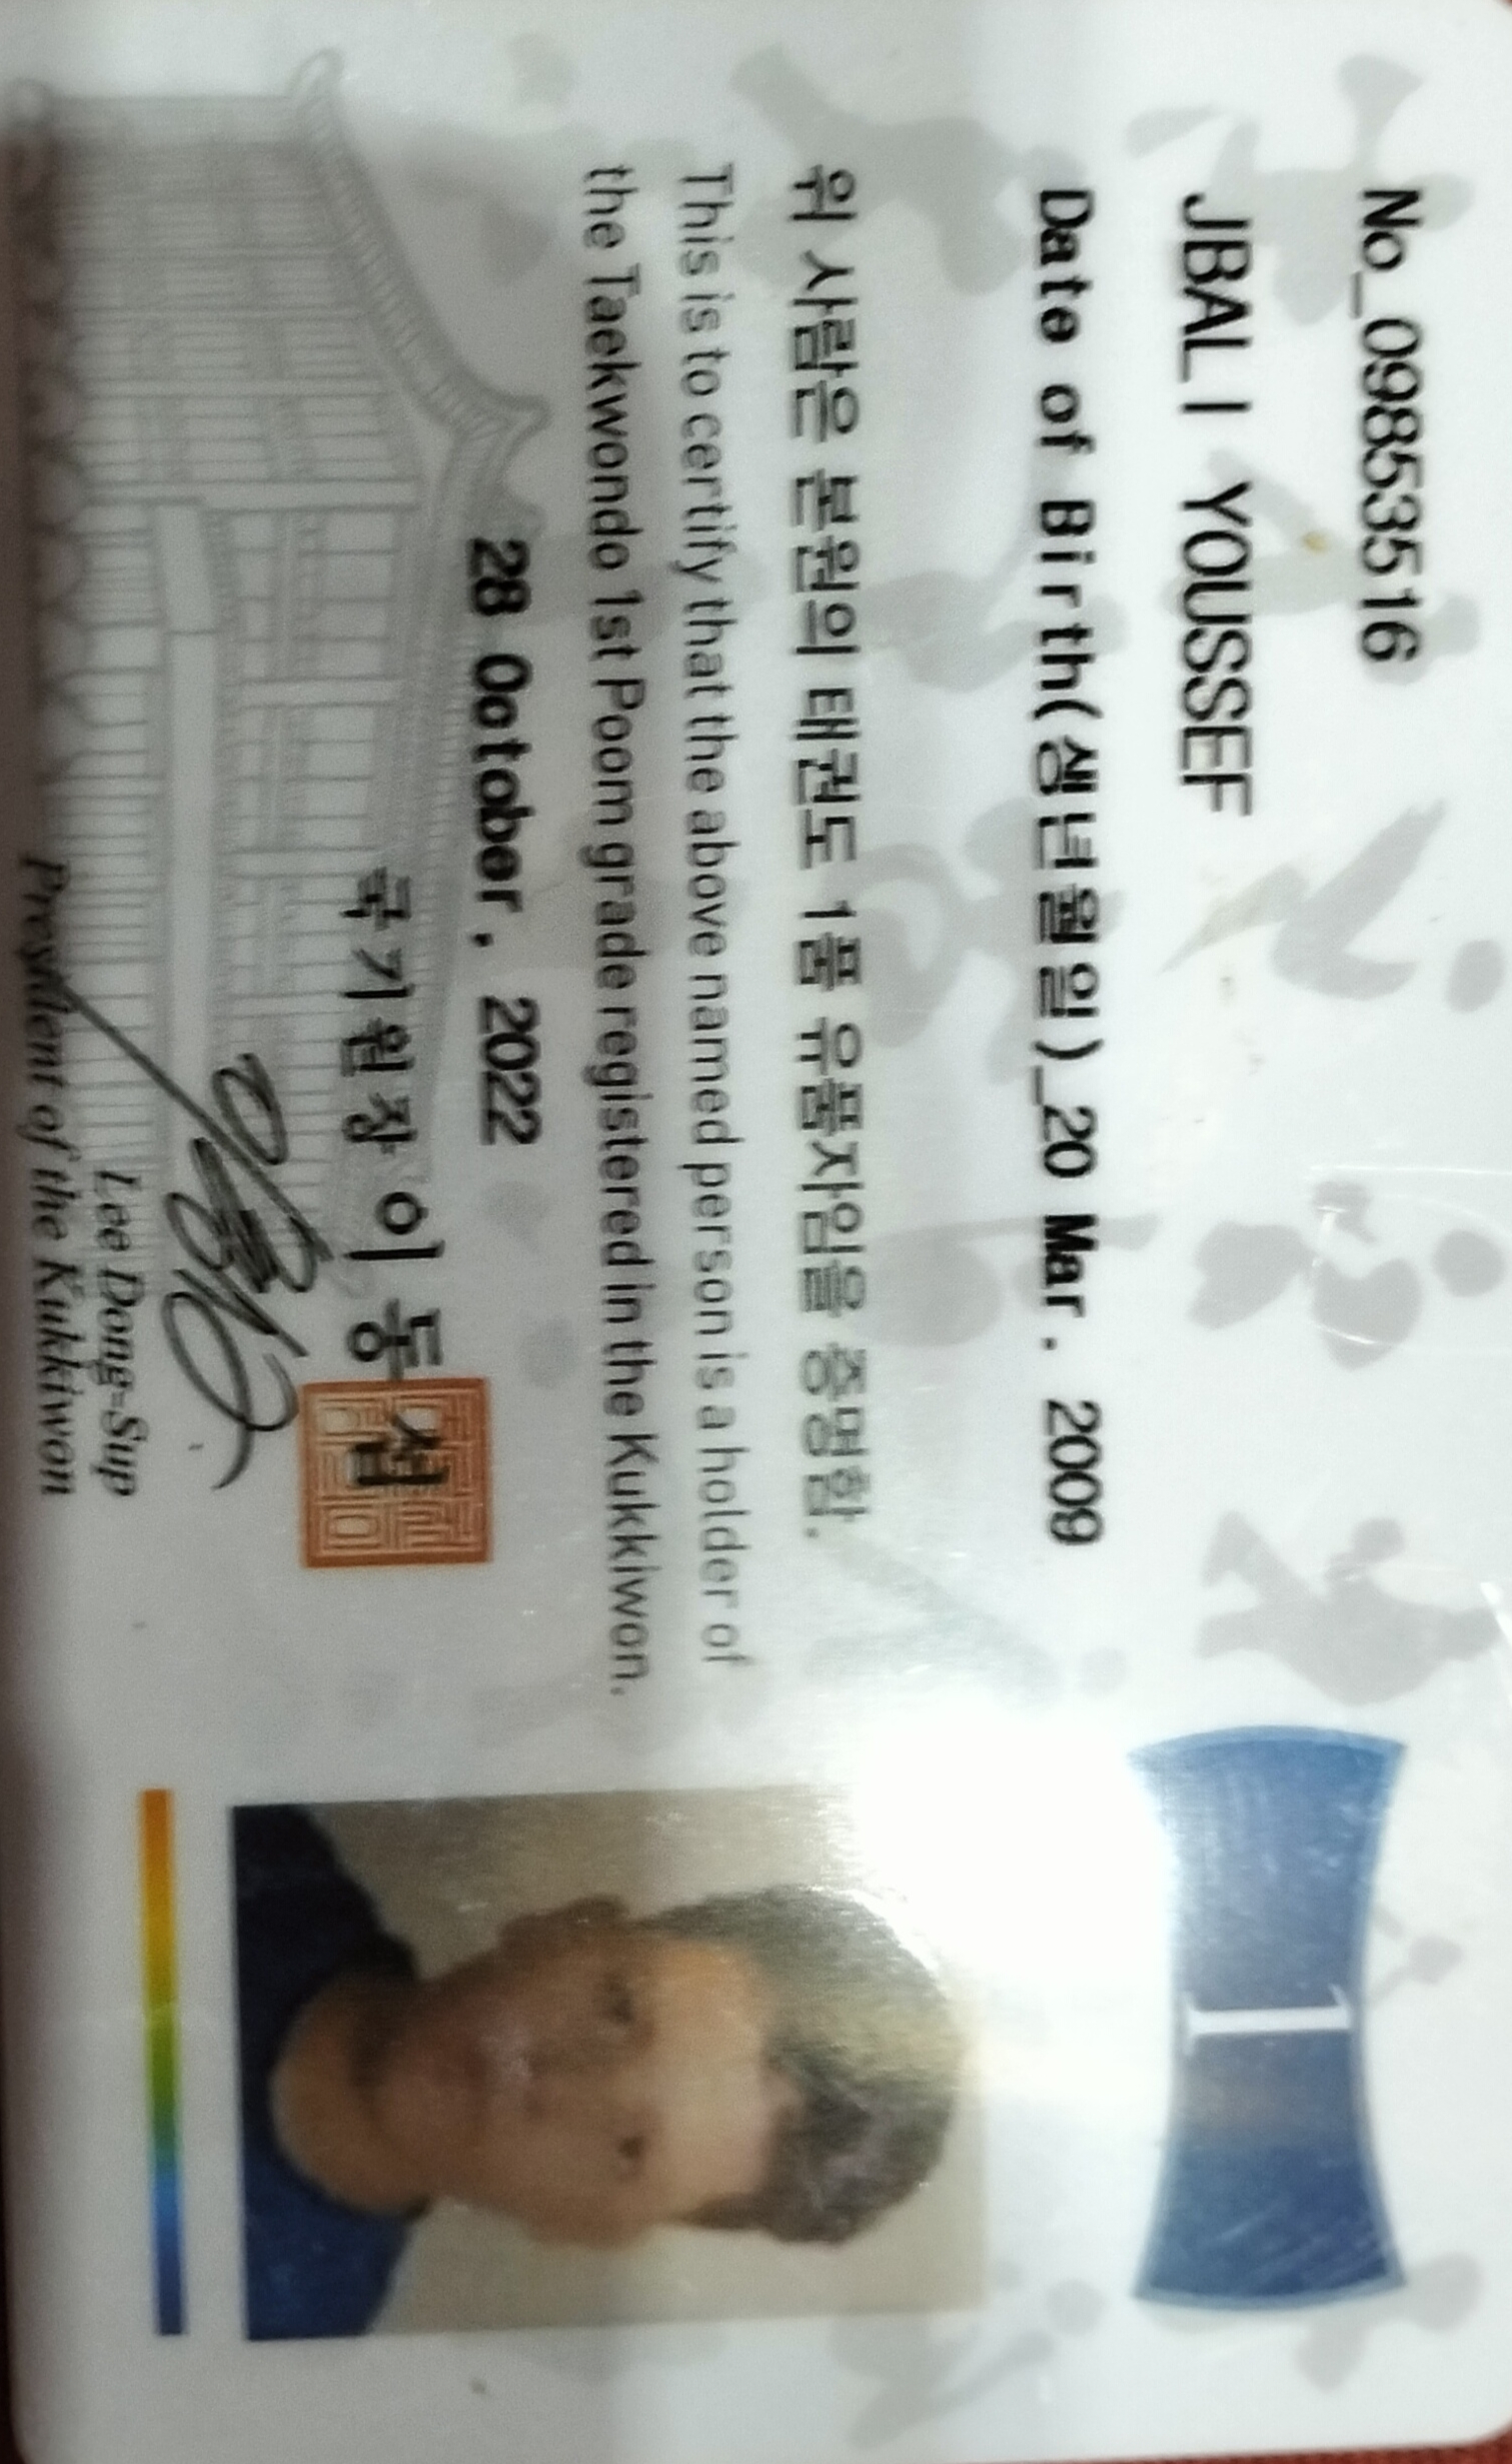 No_09853516
JBALI YOUSSEF
Date of Birth(생년월일)_20 Mar. 2009
위 사람은 본원의 태권도 1품 유품자임을 증명함.
This is to certify that the above named person is a holder of
the Taekwondo 1st Poom grade registered in the Kukkiwon.
28 October, 2022
국기원장 이동섭
Lee Dong-Sup
President of the Kukkiwon
1